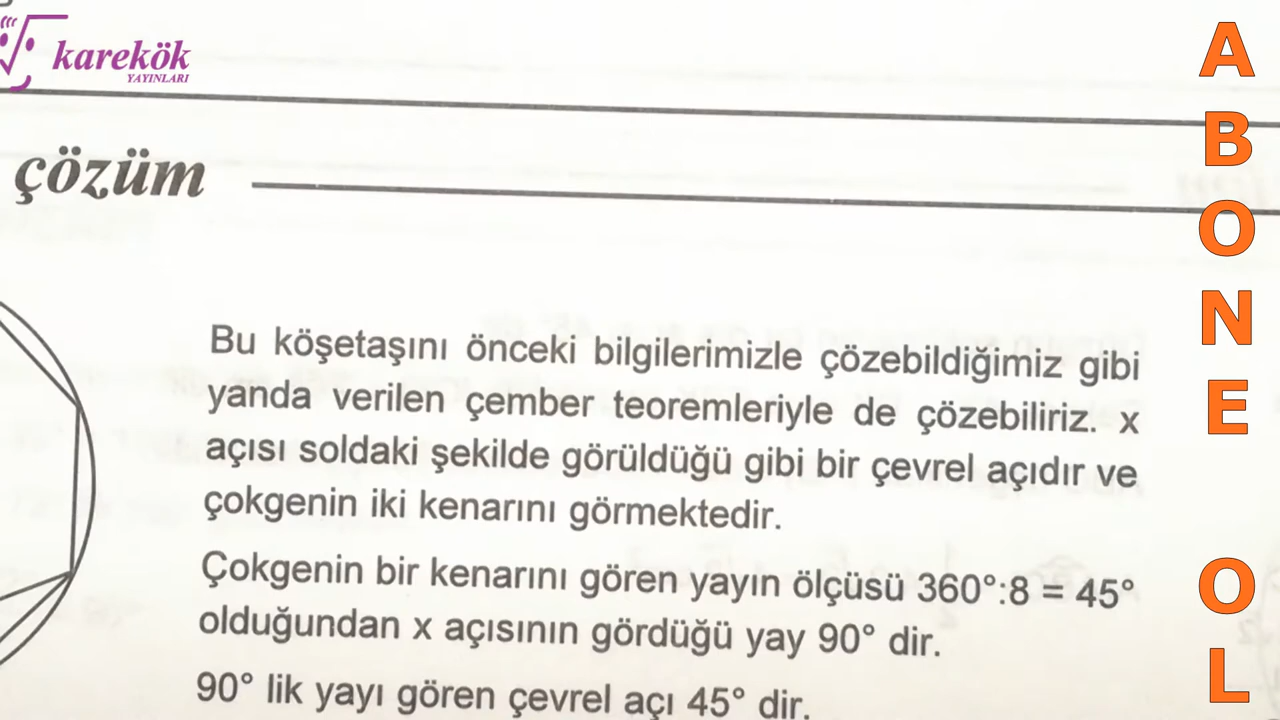 karekök
YAYINLARI
çözüm
Bu köşetaşını önceki bilgilerimizle çözebildiğimiz gibi
yanda verilen çember teoremleriyle de çözebiliriz. x
açısı soldaki şekilde görüldüğü gibi bir çevrel açıdır ve
çokgenin iki kenarını görmektedir.
Çokgenin bir kenarını gören yayın ölçüsü 360°:8 = 45°
olduğundan x açısının gördüğü yay 90° dir.
90° lik yayı gören çevrel açı 45° dir.
ABONE OL